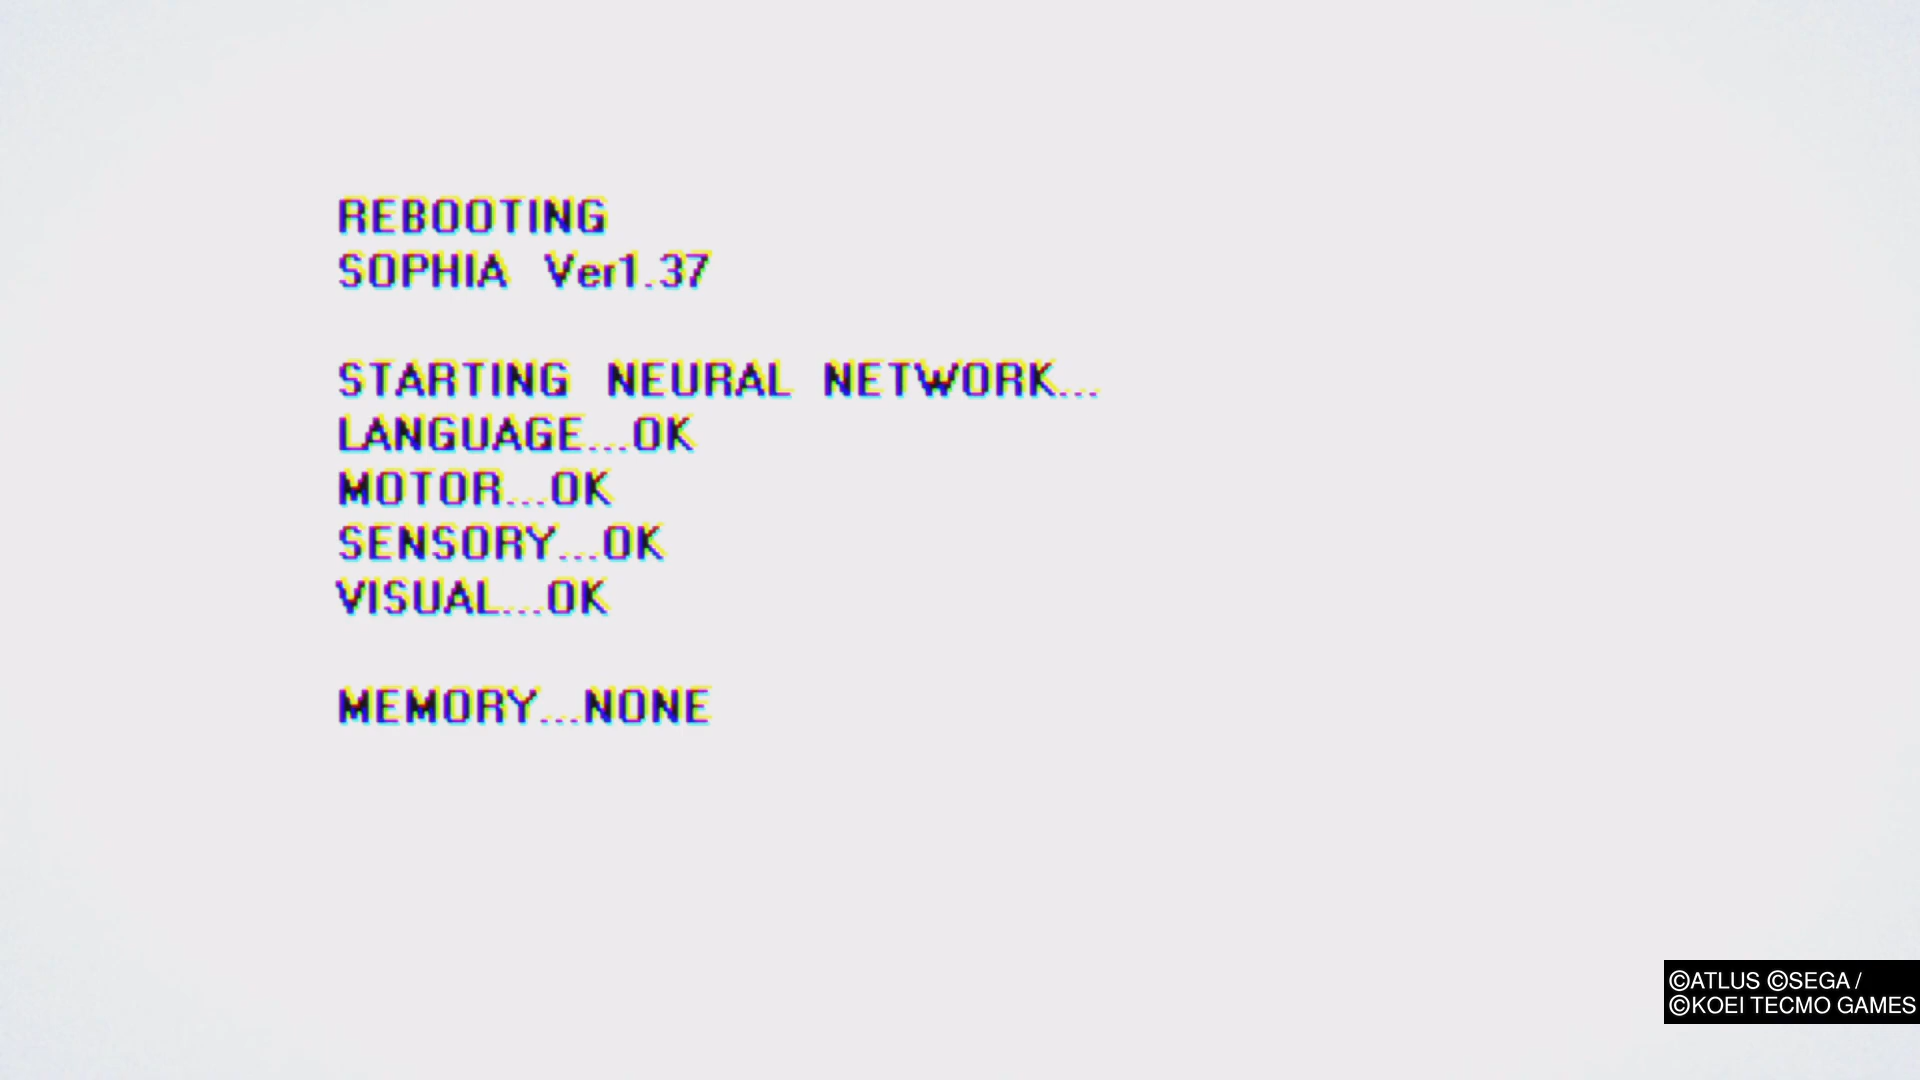 REBOOTING
SOPHIA Ver1.37
STARTING NEURAL NETWORK...
LANGUAGE...OK
MOTOR...OK
SENSORY...OK
VISUAL...OK
MEMORY...NONE
©ATLUS ©SEGA /
©KOEI TECMO GAMES